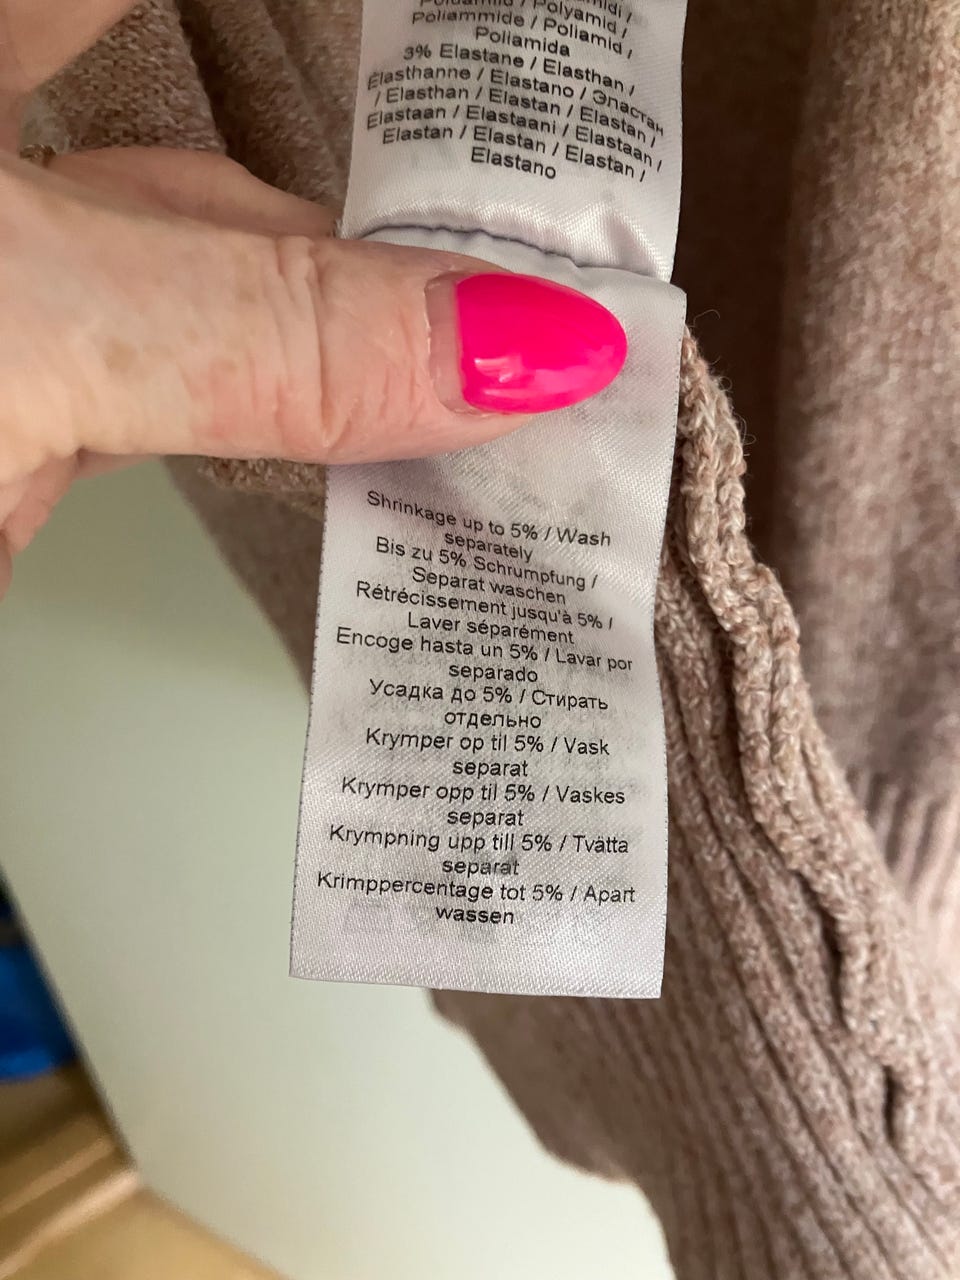 Polyamid /
Poliammide / Poliamid /
Poliamida
3% Elastane / Elasthan /
Élasthanne / Elastano / Эластан
/ Elasthan / Elastan / Elastan /
Elastaan / Elastaani / Elastaan /
Elastan / Elastan / Elastan /
Elastano
Shrinkage up to 5% / Wash
separately
Bis zu 5% Schrumpfung /
Separat waschen
Rétrécissement jusqu'à 5% /
Laver séparément
Encoge hasta un 5% / Lavar por
separado
Усадка до 5% / Стирать
отдельно
Krymper op til 5% / Vask
separat
Krymper opp til 5% / Vaskes
separat
Krympning upp till 5% / Tvätta
separat
Krimppercentage tot 5% / Apart
wassen